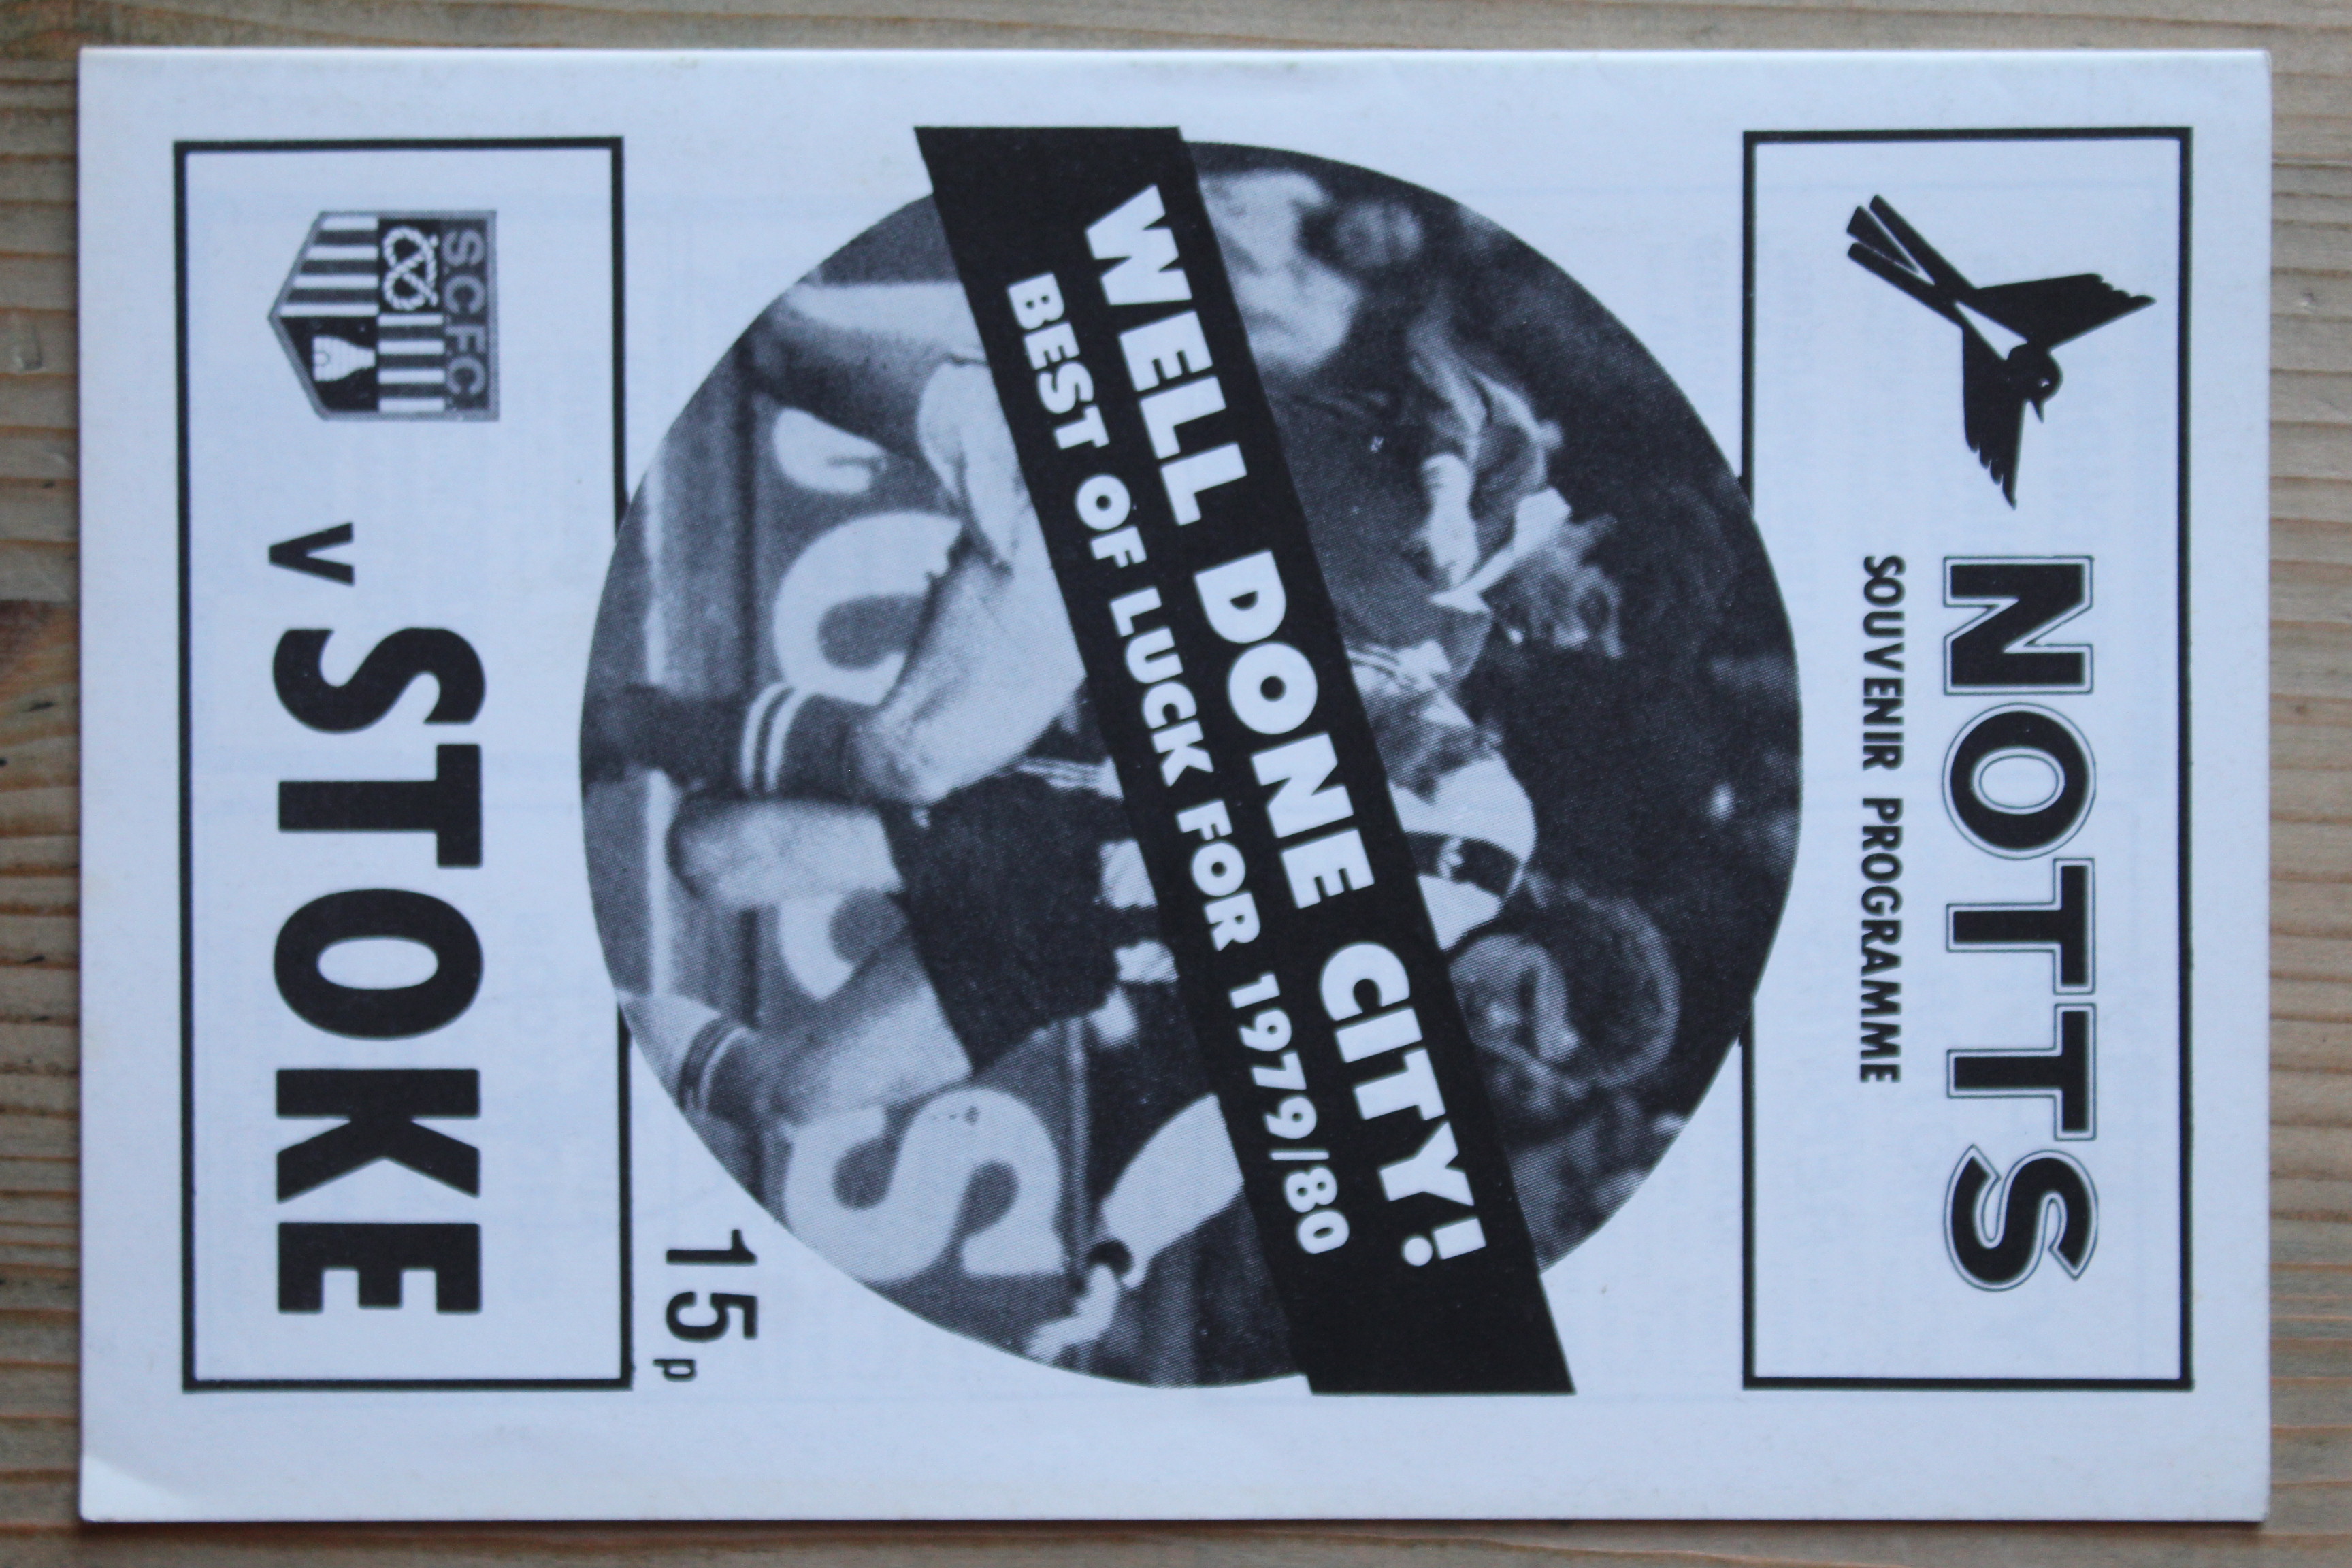 NOTTS
SOUVENIR PROGRAMME
WELL DONE CITY!
BEST OF LUCK FOR 1979/80
15p
S.C.F.C
v STOKE